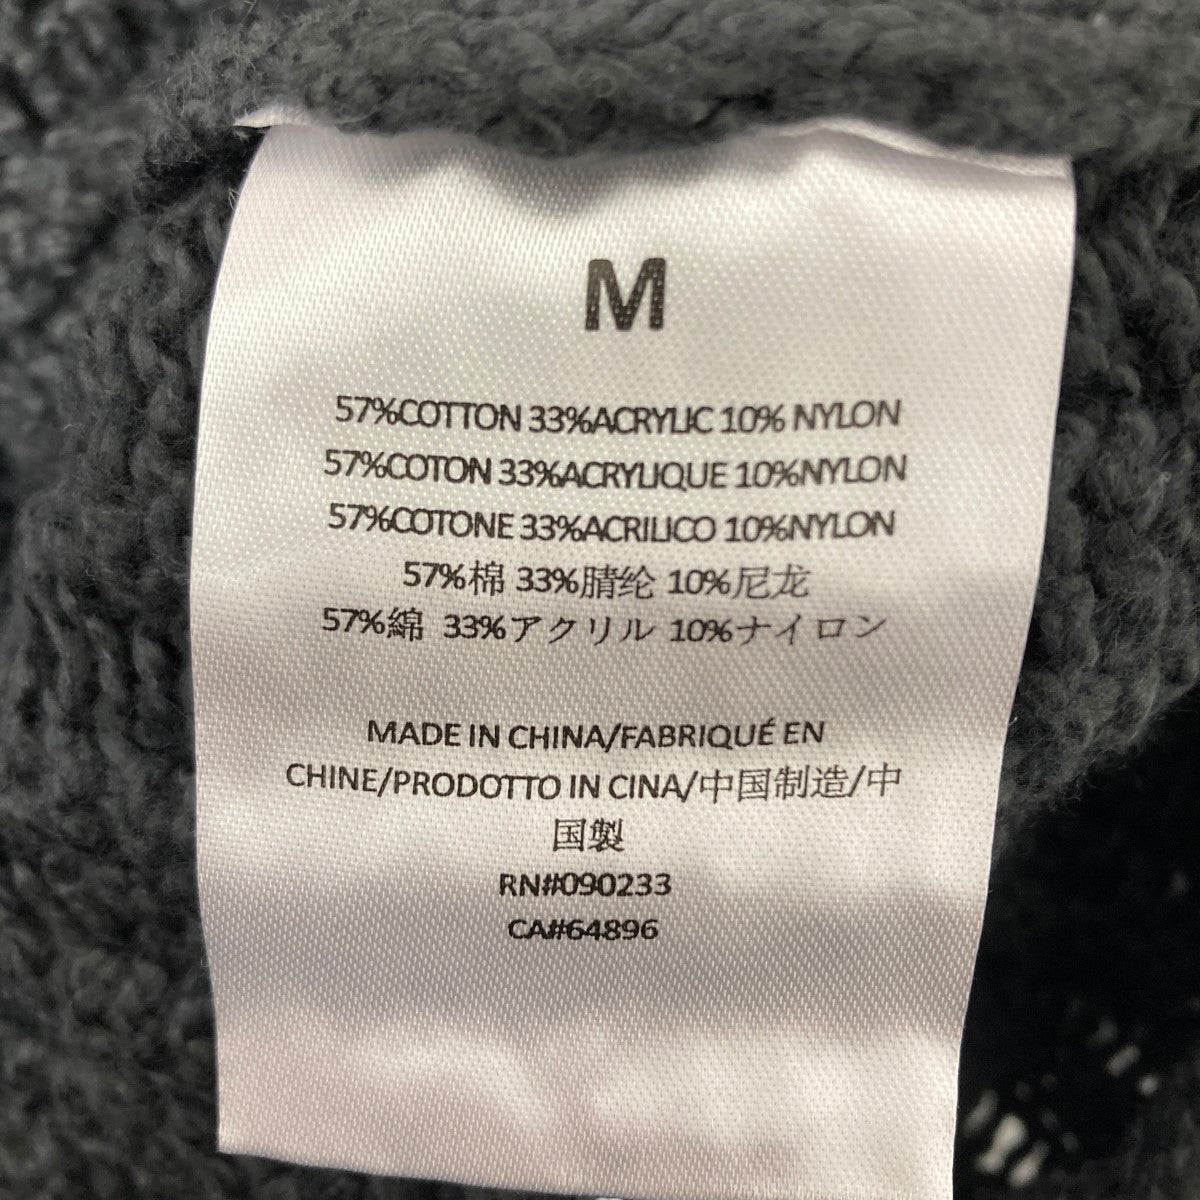 M
57%COTTON 33%ACRYLIC 10% NYLON
57%COTON 33%ACRYLIQUE 10%NYLON
57%COTONE 33%ACRILICO 10%NYLON
57%棉 33%腈纶 10%尼龙
57%綿 33%アクリル 10%ナイロン
MADE IN CHINA/FABRIQUÉ EN
CHINE/PRODOTTO IN CINA/中国制造/中
国製
RN#090233
CA#64896